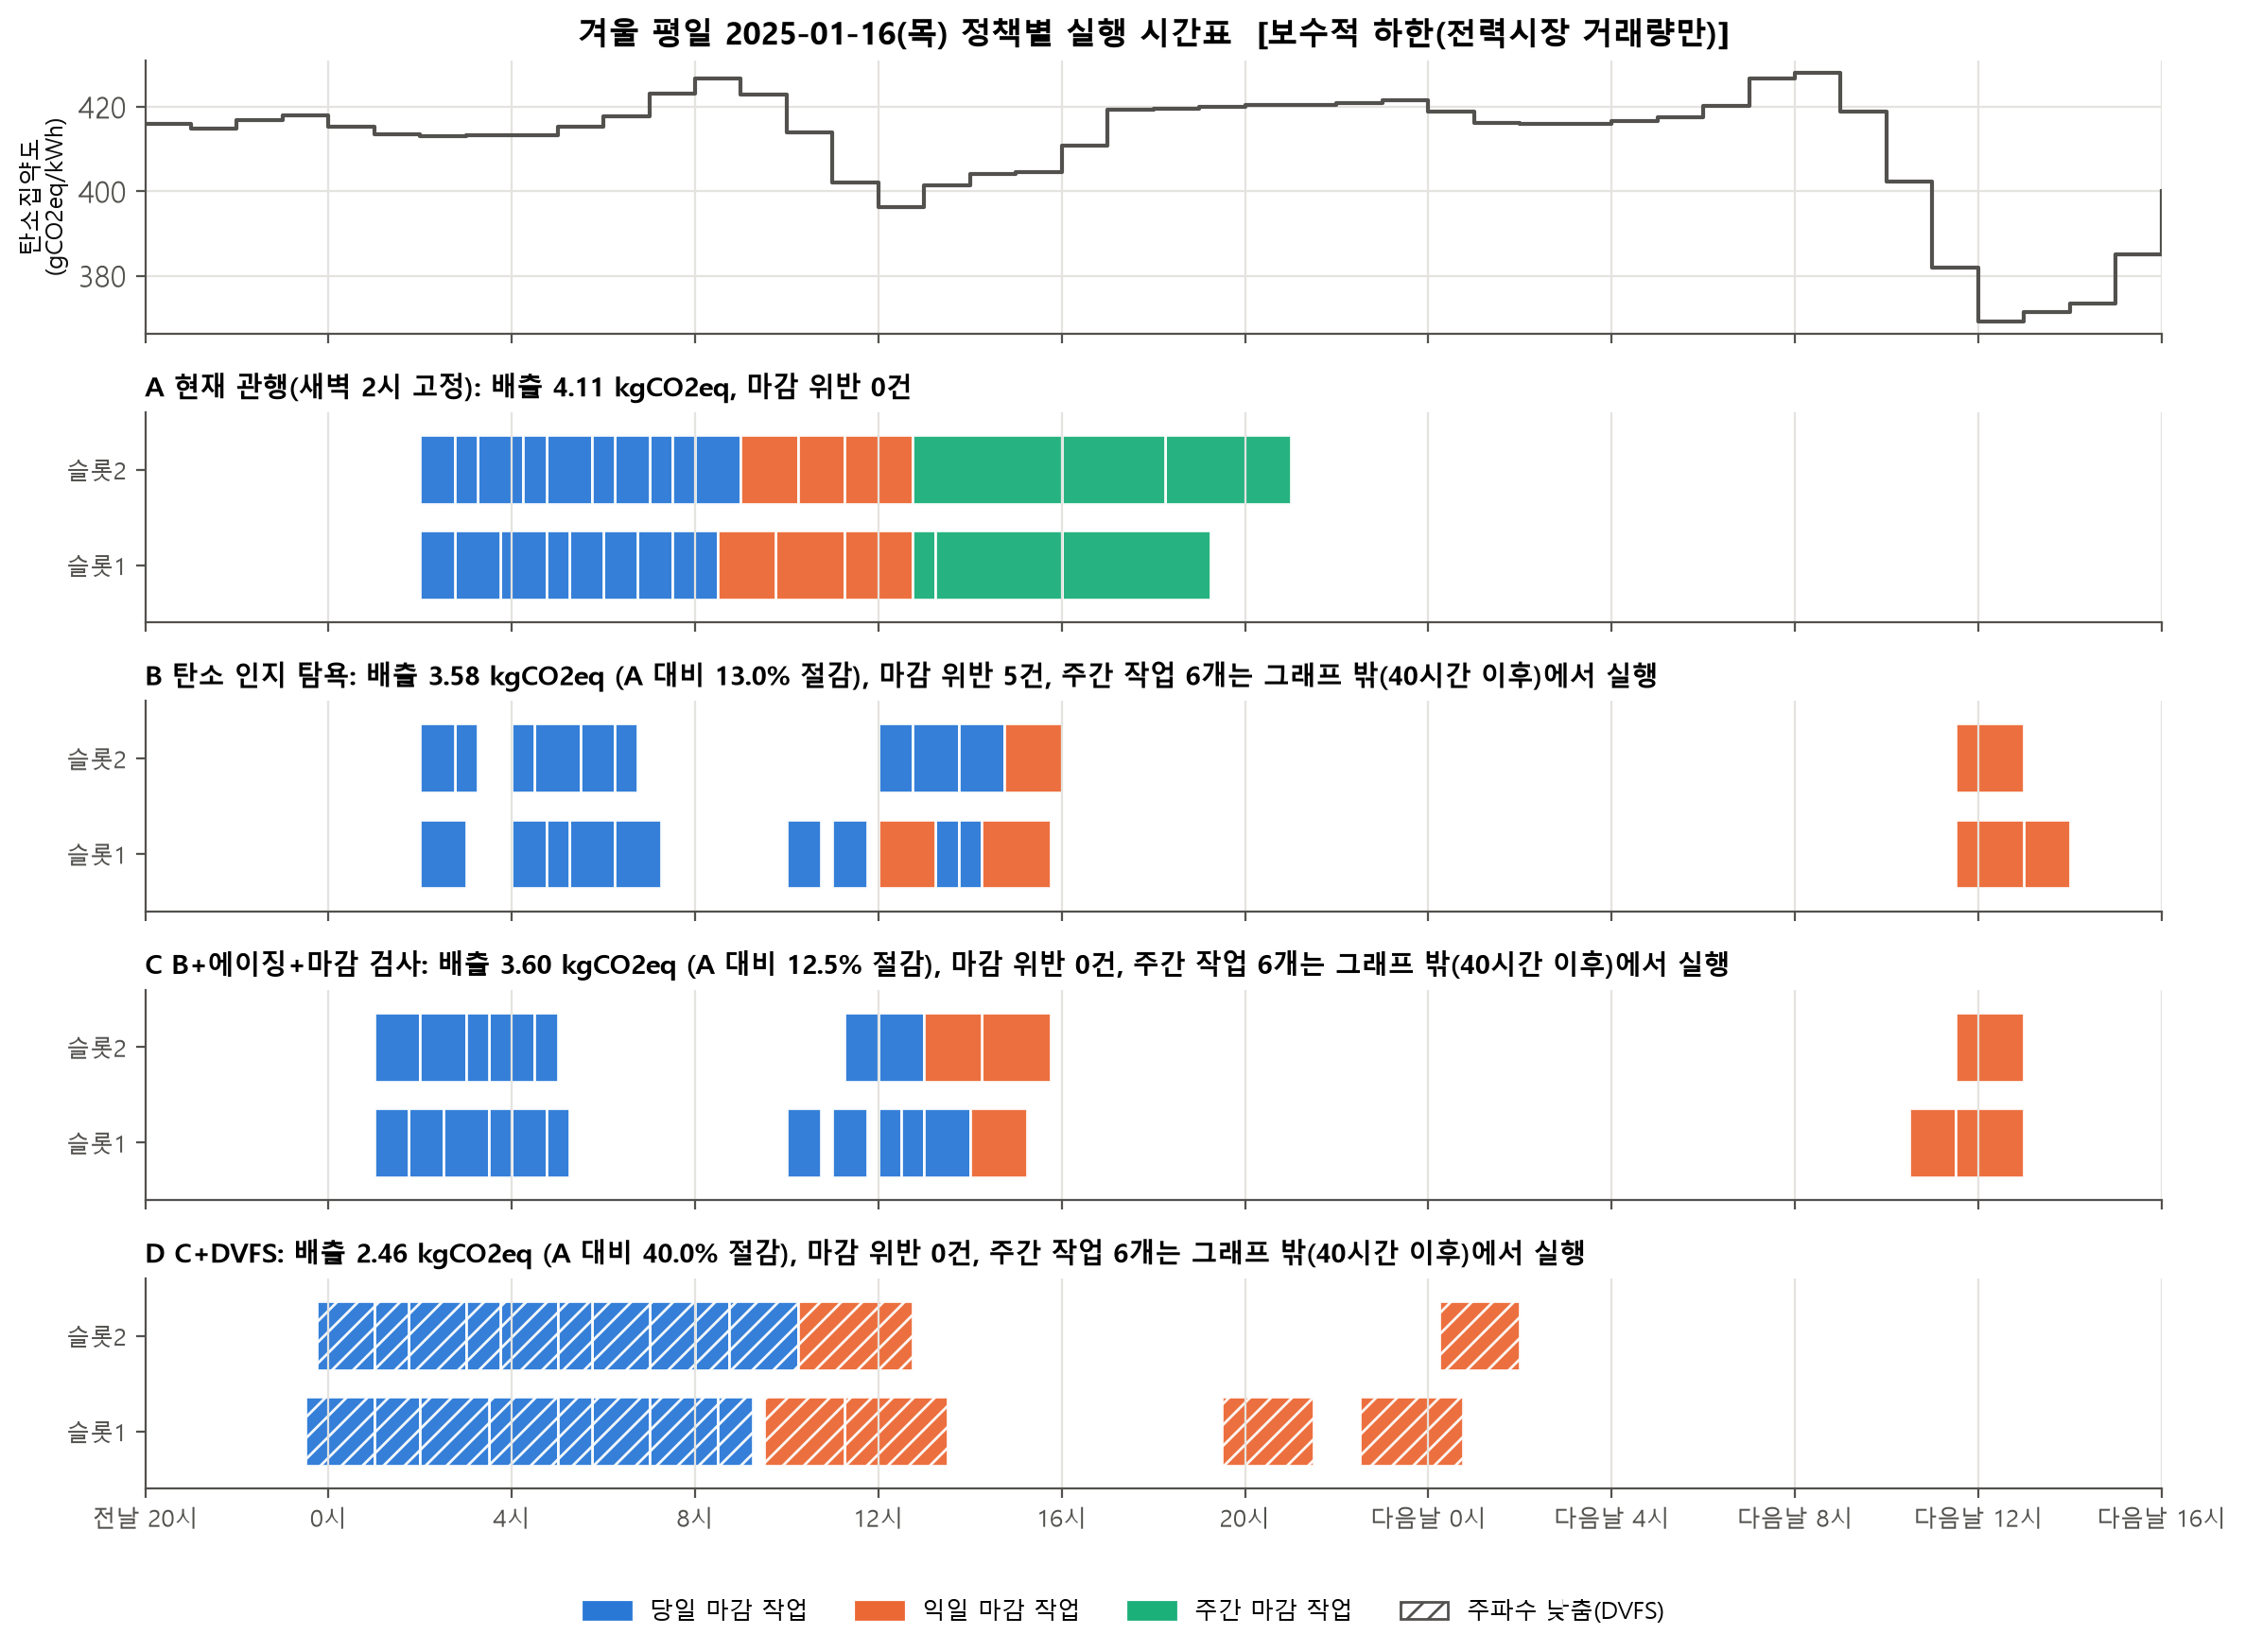 겨울 평일 2025-01-16(목) 정책별 실행 시간표 [보수적 하한(전력시장 거래량만)]
탄소집약도
(gCO2eq/kWh)
420
400
380
A 현재 관행(새벽 2시 고정): 배출 4.11 kgCO2eq, 마감 위반 0건
슬롯2
슬롯1
B 탄소 인지 탐욕: 배출 3.58 kgCO2eq (A 대비 13.0% 절감), 마감 위반 5건, 주간 작업 6개는 그래프 밖(40시간 이후)에서 실행
슬롯2
슬롯1
C B+에이징+마감 검사: 배출 3.60 kgCO2eq (A 대비 12.5% 절감), 마감 위반 0건, 주간 작업 6개는 그래프 밖(40시간 이후)에서 실행
슬롯2
슬롯1
D C+DVFS: 배출 2.46 kgCO2eq (A 대비 40.0% 절감), 마감 위반 0건, 주간 작업 6개는 그래프 밖(40시간 이후)에서 실행
슬롯2
슬롯1
전날 20시 0시 4시 8시 12시 16시 20시 다음날 0시 다음날 4시 다음날 8시 다음날 12시 다음날 16시
당일 마감 작업 익일 마감 작업 주간 마감 작업 주파수 낮춤(DVFS)